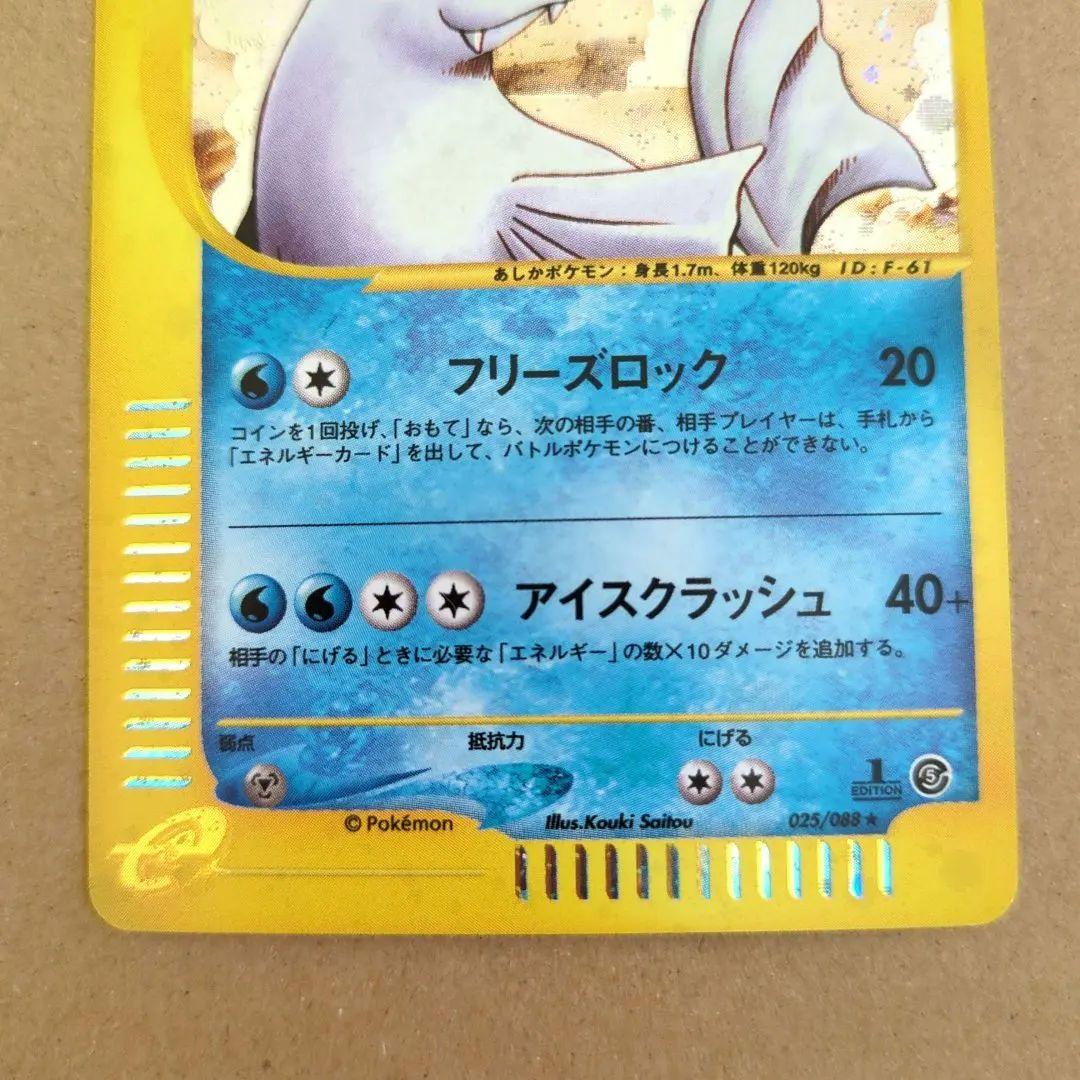 あしかポケモン：身長1.7m、体重120kg ID:F-61
フリーズロック 20
コインを1回投げ、「おもて」なら、次の相手の番、相手プレイヤーは、手札から
「エネルギーカード」を出して、バトルポケモンにつけることができない。
アイスクラッシュ 40+
相手の「にげる」ときに必要な「エネルギー」の数×10ダメージを追加する。
弱点 抵抗力 にげる
1
EDITION
5
©Pokémon Illus.Kouki Saitou 025/088★
e